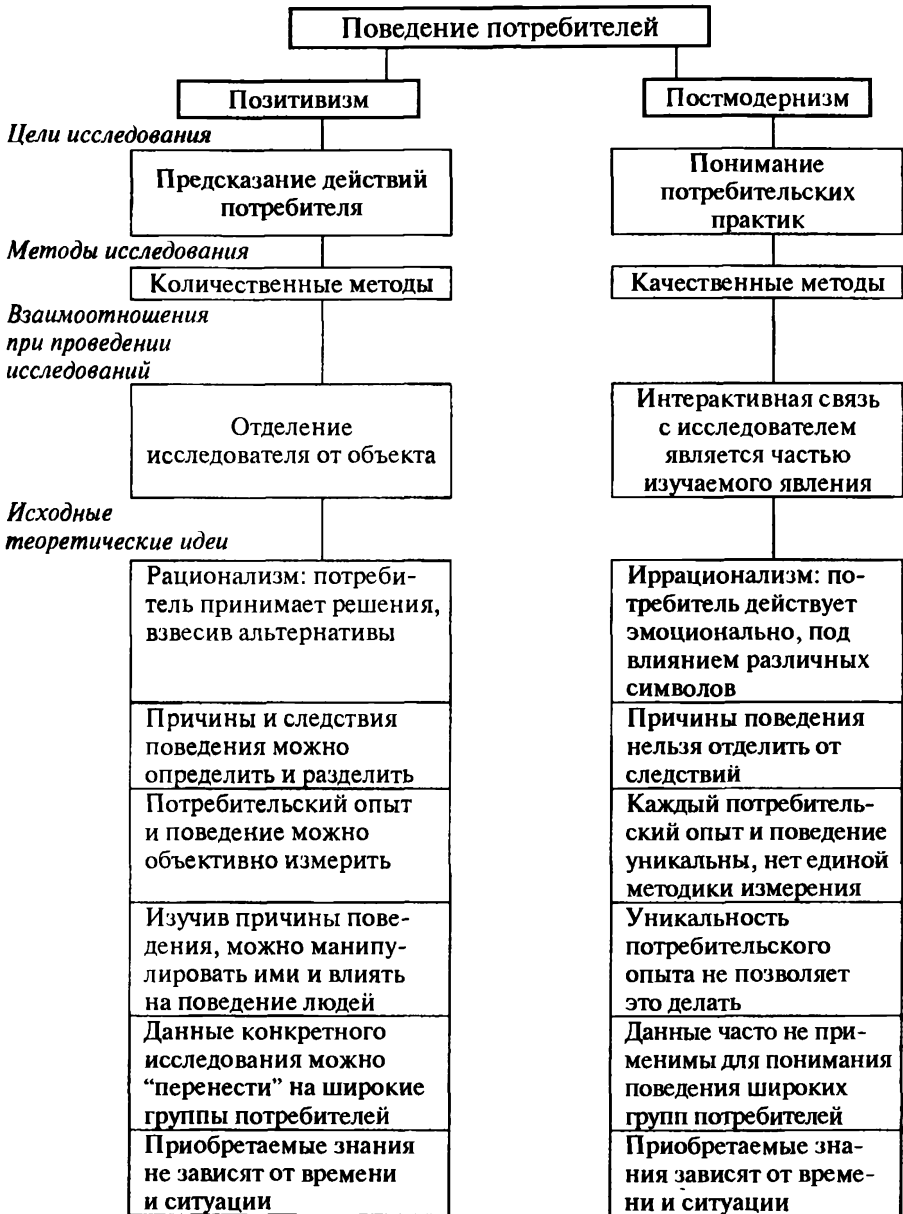 Поведение потребителей
Позитивизм
Постмодернизм
Цели исследования
Предсказание действий
потребителя
Понимание
потребительских
практик
Методы исследования
Количественные методы
Качественные методы
Взаимоотношения
при проведении
исследований
Отделение
исследователя от объекта
Интерактивная связь
с исследователем
является частью
изучаемого явления
Исходные
теоретические идеи
Рационализм: потреби-
тель принимает решения,
взвесив альтернативы
Иррационализм: по-
требитель действует
эмоционально, под
влиянием различных
символов
Причины и следствия
поведения можно
определить и разделить
Причины поведения
нельзя отделить от
следствий
Потребительский опыт
и поведение можно
объективно измерить
Каждый потребитель-
ский опыт и поведение
уникальны, нет единой
методики измерения
Изучив причины пове-
дения, можно манипу-
лировать ими и влиять
на поведение людей
Уникальность
потребительского
опыта не позволяет
это делать
Данные конкретного
исследования можно
“перенести” на широкие
группы потребителей
Данные часто не при-
менимы для понимания
поведения широких
групп потребителей
Приобретаемые знания
не зависят от времени
и ситуации
Приобретаемые зна-
ния зависят от време-
ни и ситуации